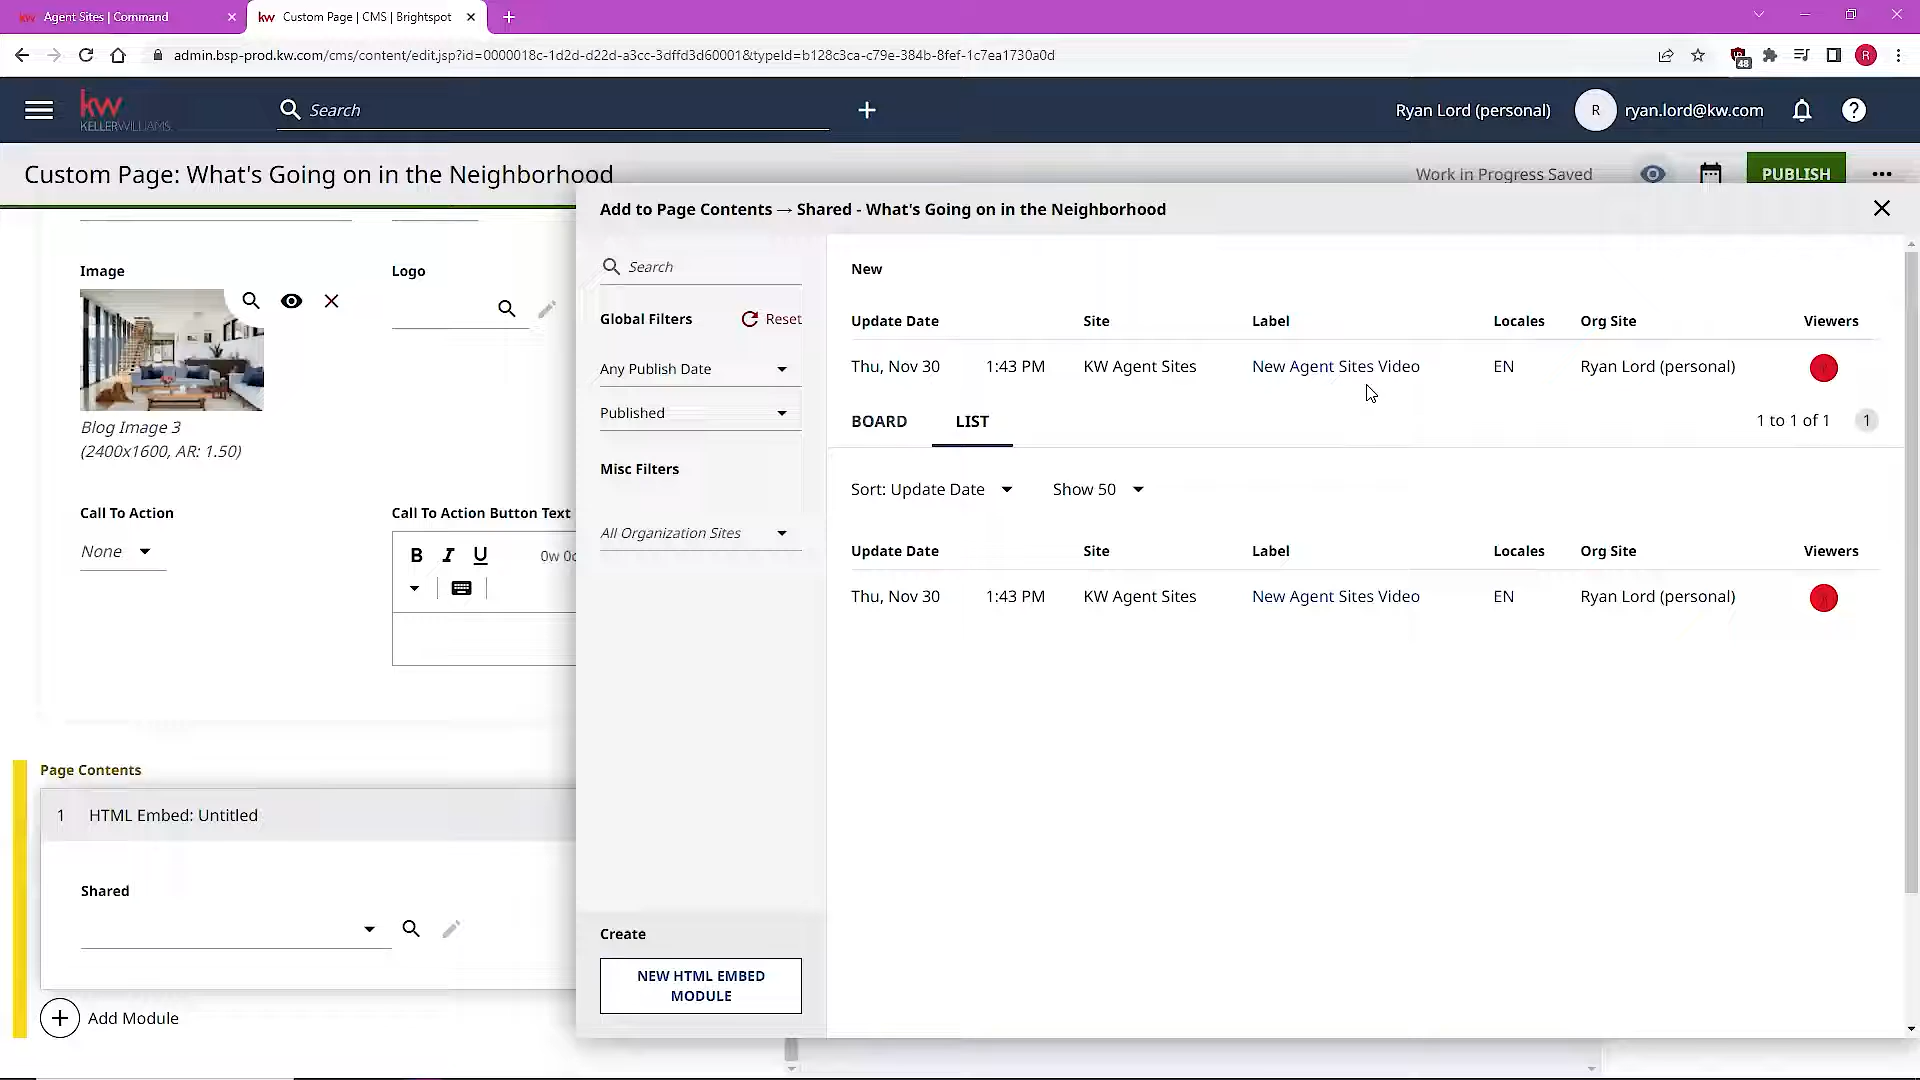 Agent Sites | Command
Custom Page | CMS | Brightspot
admin.bsp-prod.kw.com/cms/content/edit.jsp?id=0000018c-1d2d-d22d-a3cc-3dffd3d60001&typeId=b128c3ca-c79e-384b-8fef-1c7ea1730a0d
48
R
kw
KELLERWILLIAMS.
Search
Ryan Lord (personal)
R
ryan.lord@kw.com
Custom Page: What's Going on in the Neighborhood
Work in Progress Saved
PUBLISH
Add to Page Contents → Shared - What's Going on in the Neighborhood
Image
Logo
Blog Image 3
(2400x1600, AR: 1.50)
Call To Action
None
Call To Action Button Text
B I U
Page Contents
1 HTML Embed: Untitled
Shared
Add Module
Search
Global Filters
Reset
Any Publish Date
Published
Misc Filters
All Organization Sites
Create
NEW HTML EMBED
MODULE
New
Update Date Site Label Locales Org Site Viewers
Thu, Nov 30 1:43 PM KW Agent Sites New Agent Sites Video EN Ryan Lord (personal)
BOARD LIST
1 to 1 of 1 1
Sort: Update Date Show 50
Update Date Site Label Locales Org Site Viewers
Thu, Nov 30 1:43 PM KW Agent Sites New Agent Sites Video EN Ryan Lord (personal)